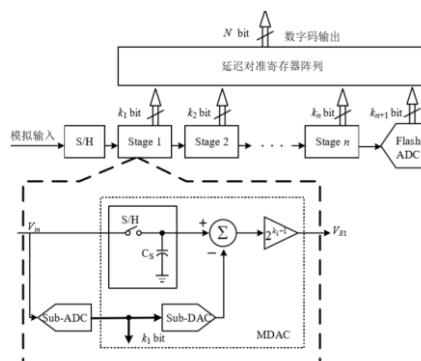 N bit
数字码输出
延迟对准寄存器阵列
k1 bit
k2 bit
kn bit
kn+1 bit
模拟输入
S/H
Stage 1
Stage 2
· · · ·
Stage n
Flash
ADC
Vin
S/H
CS
+
Σ
−
2^k1−1
VR1
Sub-ADC
Sub-DAC
k1 bit
MDAC